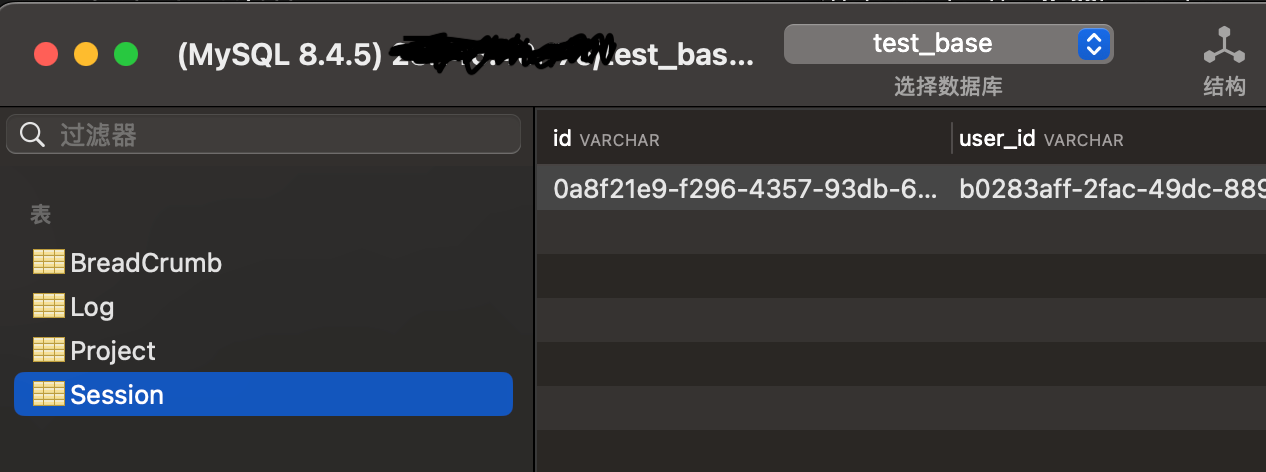 (MySQL 8.4.5) test_bas...
test_base
选择数据库
结构
过滤器
id VARCHAR
user_id VARCHAR
0a8f21e9-f296-4357-93db-6...
b0283aff-2fac-49dc-889
表
BreadCrumb
Log
Project
Session